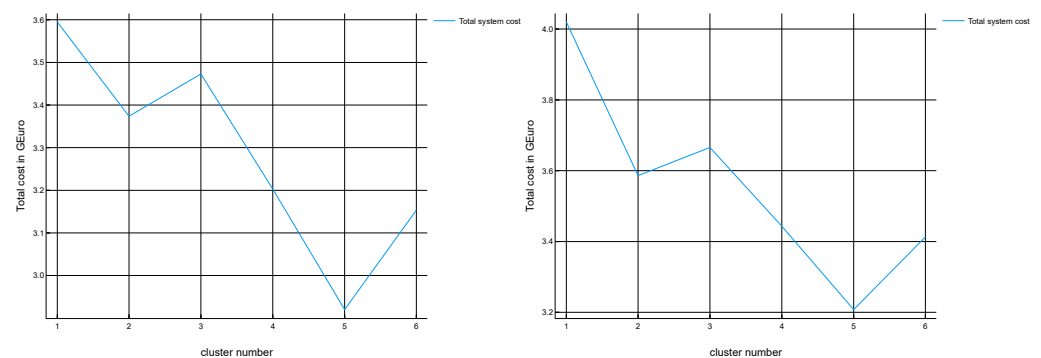 Total cost in GEuro
3.6
3.5
3.4
3.3
3.2
3.1
3.0
1 2 3 4 5 6
cluster number
Total system cost
Total cost in GEuro
4.0
3.8
3.6
3.4
3.2
1 2 3 4 5 6
cluster number
Total system cost